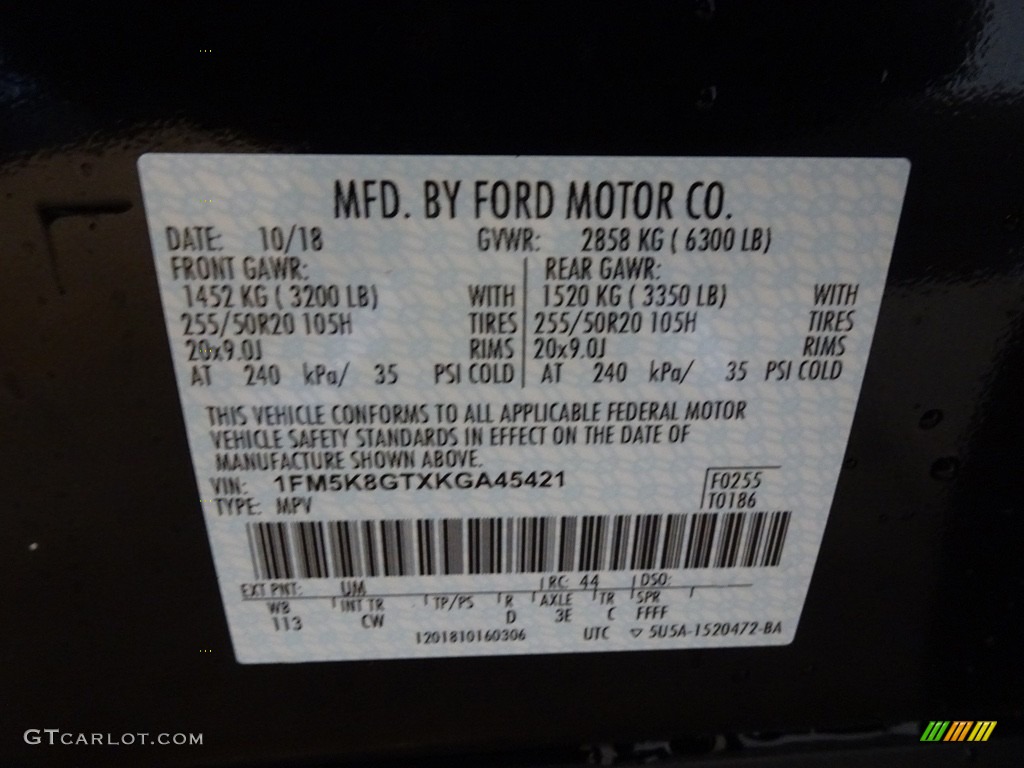 MFD. BY FORD MOTOR CO.
DATE: 10/18 GVWR: 2858 KG ( 6300 LB)
FRONT GAWR: REAR GAWR:
1452 KG ( 3200 LB) WITH 1520 KG ( 3350 LB) WITH
255/50R20 105H TIRES 255/50R20 105H TIRES
20x9.0J RIMS 20x9.0J RIMS
AT 240 kPa/ 35 PSI COLD AT 240 kPa/ 35 PSI COLD
THIS VEHICLE CONFORMS TO ALL APPLICABLE FEDERAL MOTOR
VEHICLE SAFETY STANDARDS IN EFFECT ON THE DATE OF
MANUFACTURE SHOWN ABOVE.
VIN: 1FM5K8GTXKGA45421 F0255
TYPE: MPV T0186
EXT PNT: UM RC: 44 DSO:
WB INT TR TP/PS R AXLE TR SPR
113 CW D 3E C FFFF
1201810160306 UTC ▽ 5U5A-1520472-BA
GTCARLOT.COM